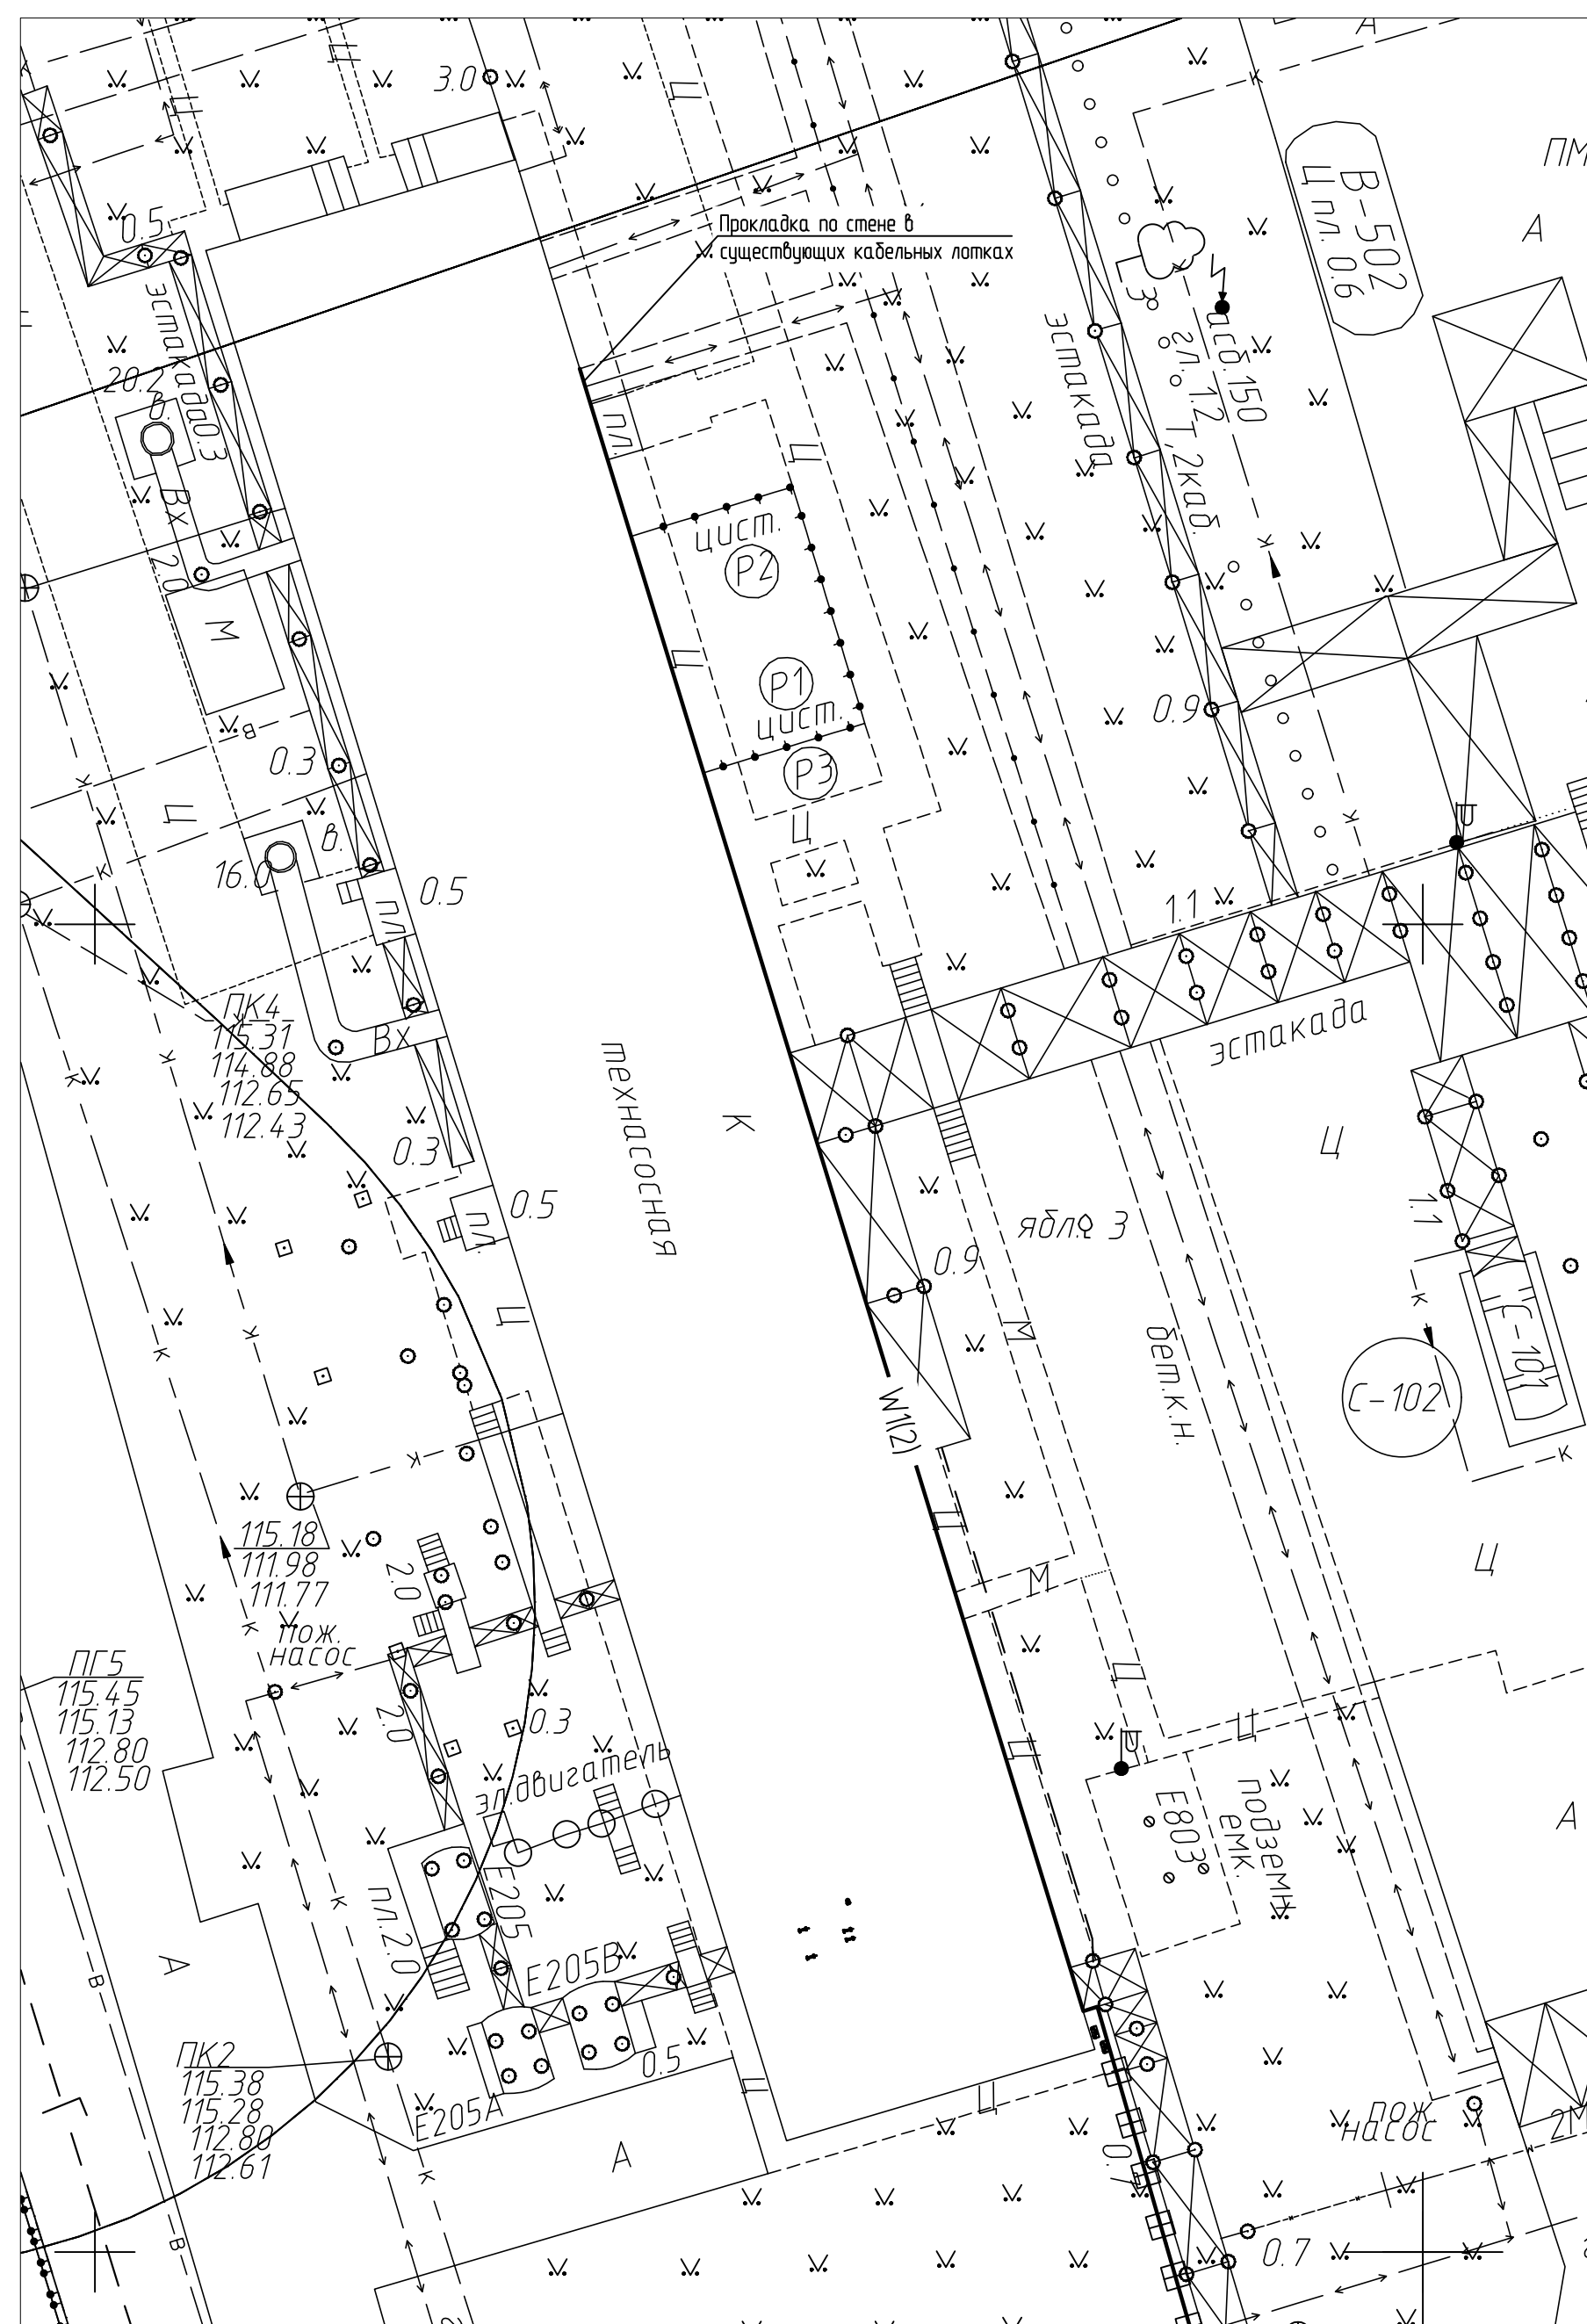 3.0
А
ПМ
0.5
Прокладка по стене в
существующих кабельных лотках
В-502
Ц пл. 0.6
А
3
эстакада
эстакада
0.3
20.2
в.
асб.150
гл. 1.2
Т, 2каб.
Вх
2.0
пл.
Ц
цист.
Р2
М
Ц
Р1
цист.
Р3
0.9
в
0.3
Ц
в.
Ц
16.0
0.5
пл
1.1
ПК4
115.31
114.88
112.65
112.43
Вх
эстакада
технасосная
К
0.3
0.5
пл.
Ц
1.1
ябл. 3
0.9
Ц
М
бет.к.н.
С-101
С-102
W1(2)
Ц
115.18
111.98
111.77
2.0
М
Ц
пож.
насос
ПГ5
115.45
115.13
112.80
112.50
2.0
0.3
эл.двигатель
Ц
Ц
Ц
Е803
подземн
емк.
А
Е205
пл.2.0
А
Е205В
ПК2
115.38
115.28
112.80
112.61
Е205А
0.5
Ц
Ц
А
пож
насос
2М
0.7
К
К
К
К
К
К
В
В